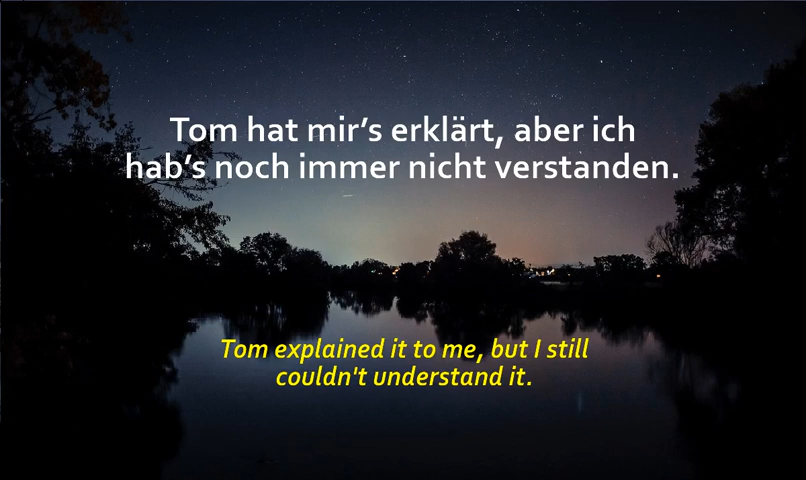 Tom hat mir’s erklärt, aber ich
hab’s noch immer nicht verstanden.
Tom explained it to me, but I still
couldn't understand it.